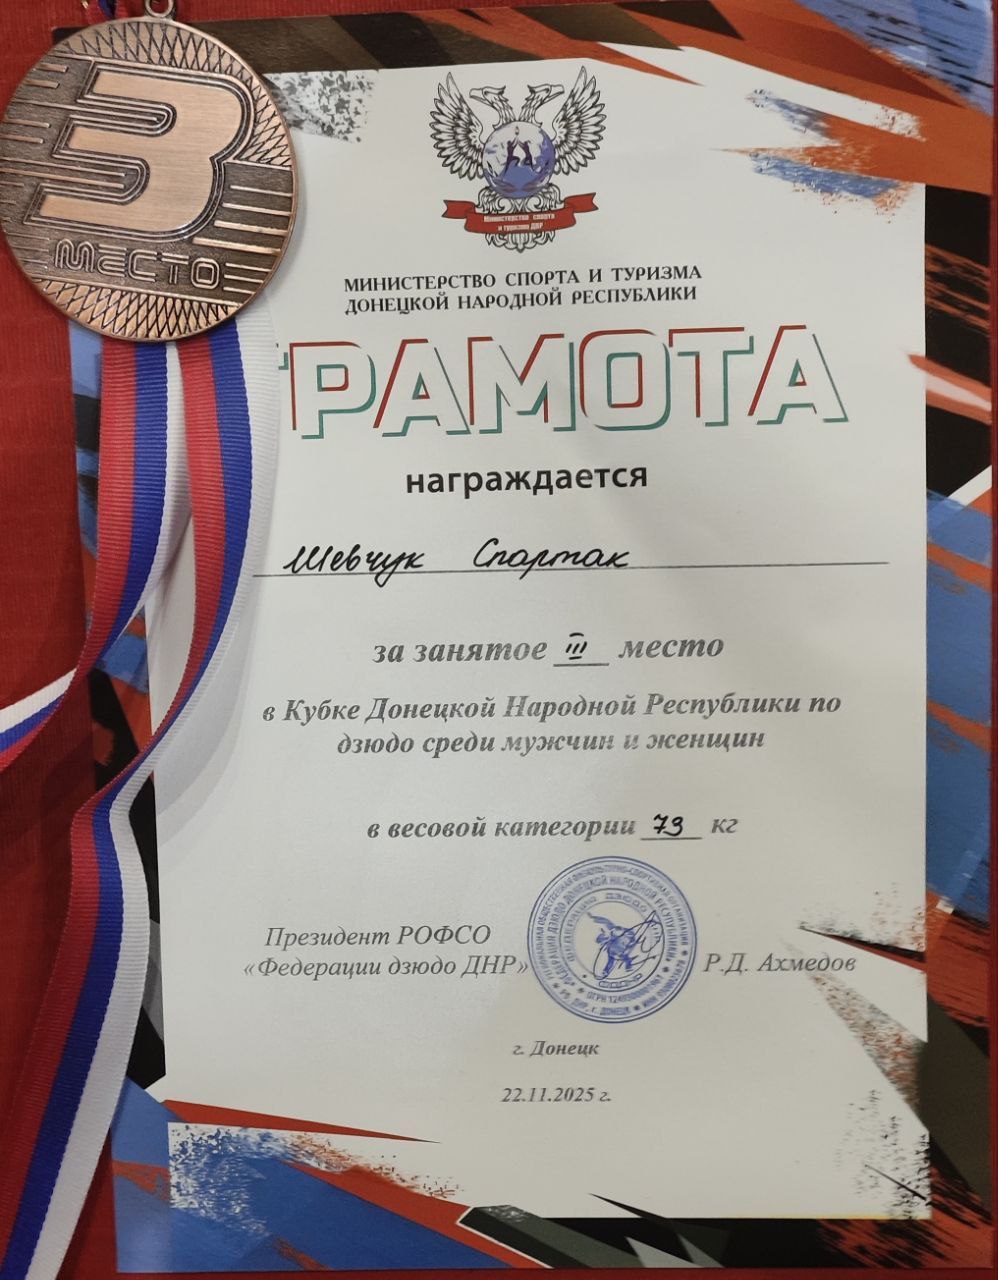 3
МЕСТО
Министерство спорта
и туризма ДНР
МИНИСТЕРСТВО СПОРТА И ТУРИЗМА
ДОНЕЦКОЙ НАРОДНОЙ РЕСПУБЛИКИ
ГРАМОТА
награждается
Шевчук Спартак
за занятое III место
в Кубке Донецкой Народной Республики по
дзюдо среди мужчин и женщин
в весовой категории 73 кг
Президент РОФСО
«Федерации дзюдо ДНР»
Р.Д. Ахмедов
г. Донецк
22.11.2025 г.